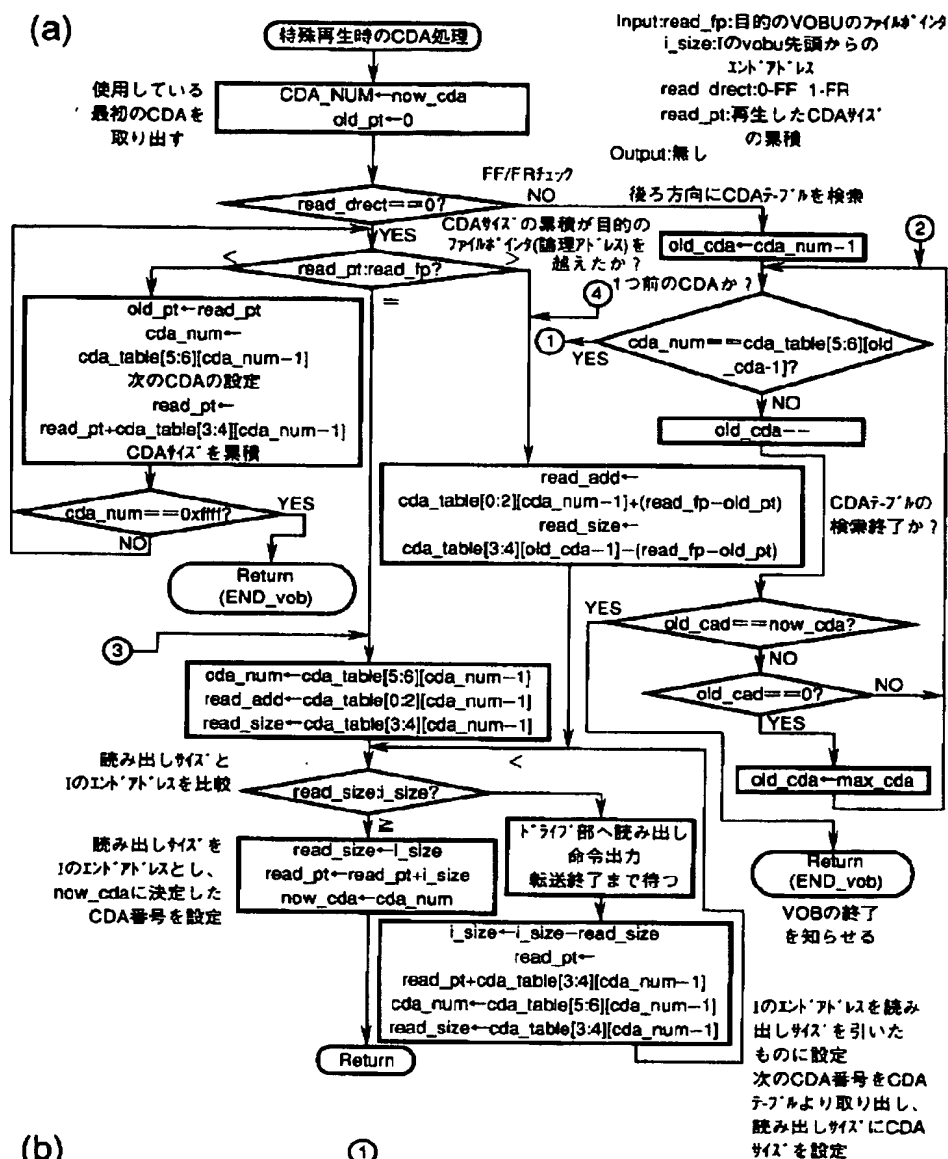 (a)
特殊再生時のCDA処理
Input:read_fp:目的のVOBUのファイルポインタ
i_size:Iのvobu先頭からの
エンドアドレス
read drect:0-FF 1-FR
read_pt:再生したCDAサイズ
の累積
Output:無し
使用している
最初のCDAを
取り出す
CDA_NUM←now_cda
old_pt←0
FF/FRチェック
read_drect==0?
NO
YES
後ろ方向にCDAテーブルを検索
old_cda←cda_num−1
②
CDAサイズの累積が目的の
ファイルポインタ(論理アドレス)を
越えたか?
<
read_pt:read_fp?
>
=
④
1つ前のCDAか?
①
YES
cda_num==cda_table[5:6][old
_cda-1]?
NO
old_cda−−
old_pt←read_pt
cda_num←
cda_table[5:6][cda_num−1]
次のCDAの設定
read_pt←
read_pt+cda_table[3:4][cda_num−1]
CDAサイズを累積
cda_num==0xffff?
YES
NO
Return
(END_vob)
read_add←
cda_table[0:2][cda_num−1]+(read_fp−old_pt)
read_size←
cda_table[3:4][old_cda−1]−(read_fp−old_pt)
CDAテーブルの
検索終了か?
YES
old_cad==now_cda?
NO
old_cad==0?
NO
YES
old_cda←max_cda
Return
(END_vob)
VOBの終了
を知らせる
③
cda_num←cda_table[5:6][cda_num−1]
read_add←cda_table[0:2][cda_num−1]
read_size←cda_table[3:4][cda_num−1]
読み出しサイズと
Iのエンドアドレスを比較
read_size:i_size?
<
≧
読み出しサイズを
Iのエンドアドレスとし、
now_cdaに決定した
CDA番号を設定
read_size←i_size
read_pt←read_pt+i_size
now_cda←cda_num
ドライブ部へ読み出し
命令出力
転送終了まで待つ
i_size←i_size−read_size
read_pt←
read_pt+cda_table[3:4][cda_num−1]
cda_num←cda_table[5:6][cda_num−1]
read_size←cda_table[3:4][cda_num−1]
Return
Iのエンドアドレスを読み
出しサイズを引いた
ものに設定
次のCDA番号をCDA
テーブルより取り出し、
読み出しサイズにCDA
サイズを設定
(b)
①